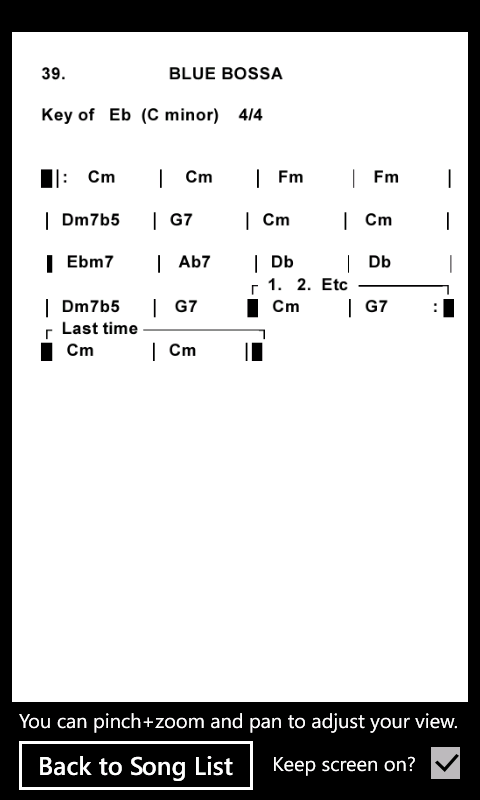 39. BLUE BOSSA
Key of Eb (C minor) 4/4
|: Cm | Cm | Fm | Fm |
| Dm7b5 | G7 | Cm | Cm |
| Ebm7 | Ab7 | Db | Db |
1. 2. Etc
| Dm7b5 | G7 | Cm | G7 :|
Last time
| Cm | Cm ||
You can pinch+zoom and pan to adjust your view.
Back to Song List Keep screen on?